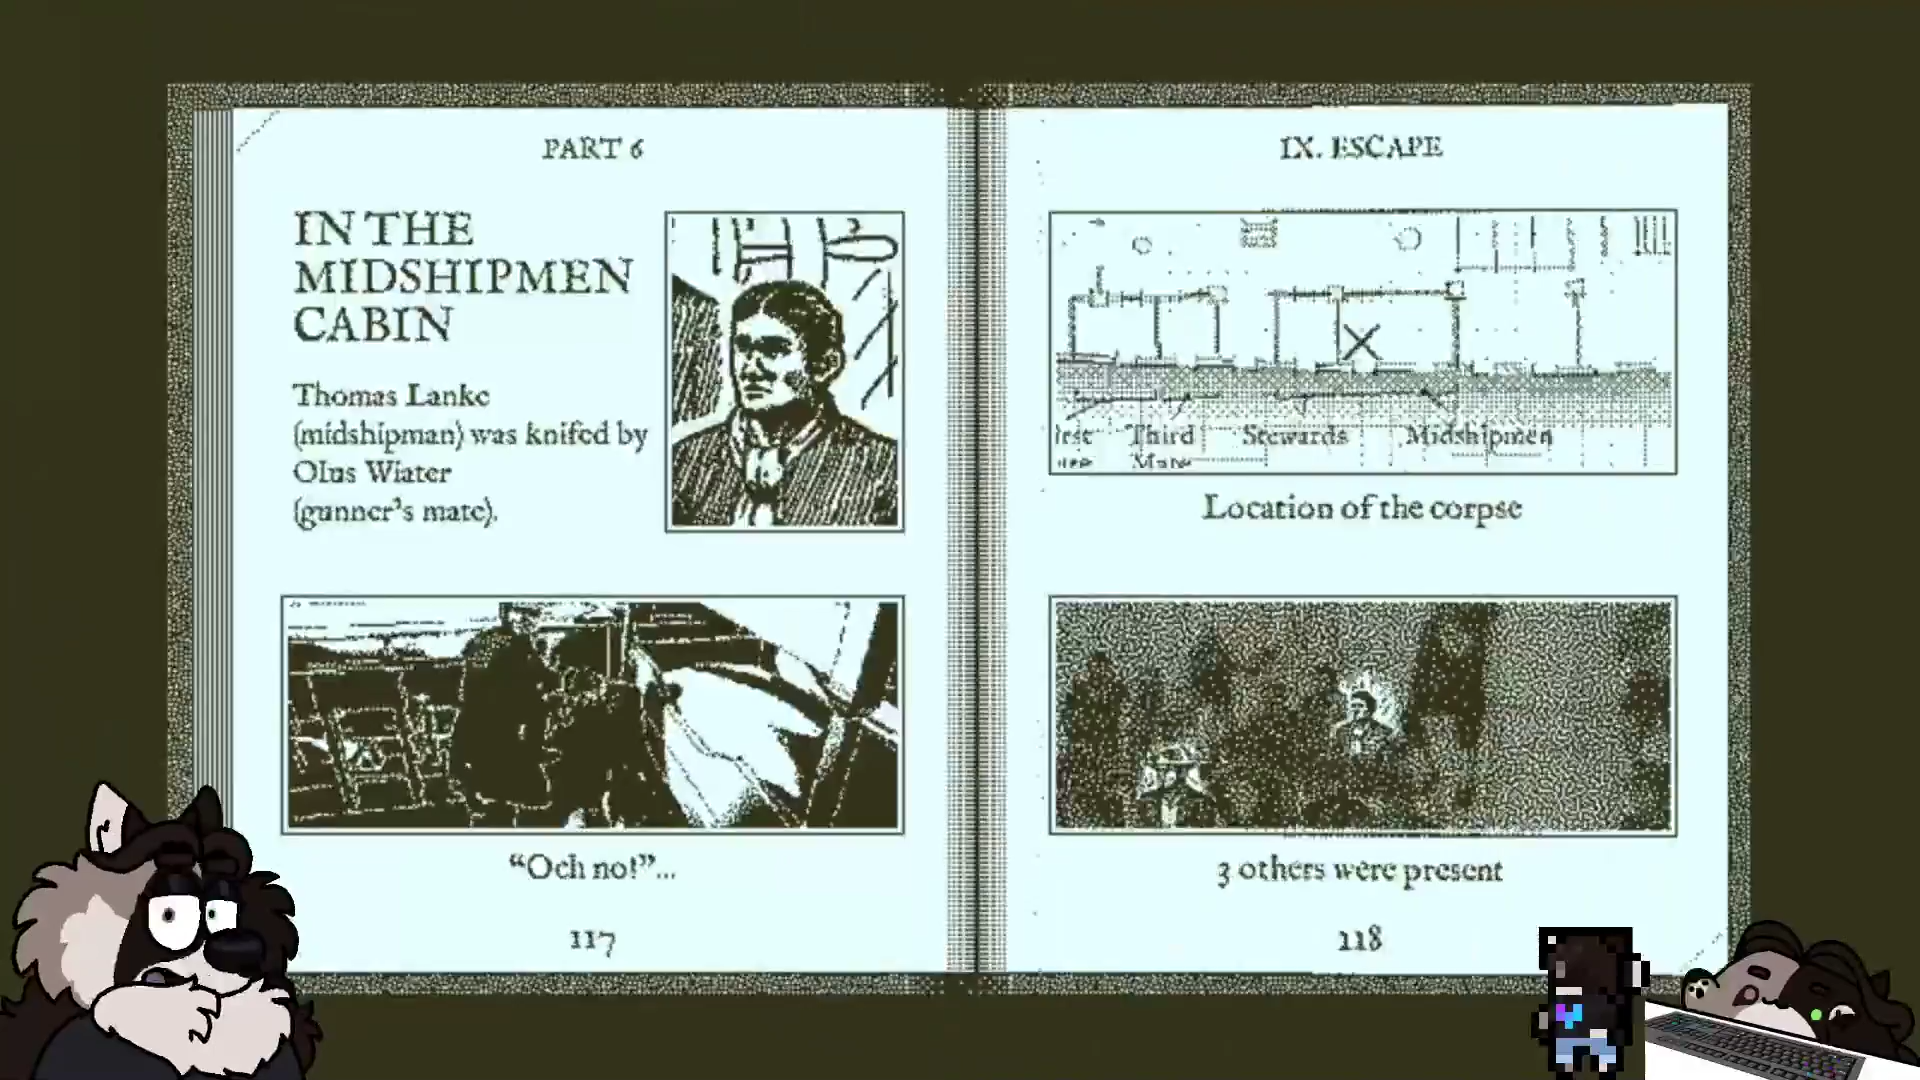 PART 6
IN THE
MIDSHIPMEN
CABIN
Thomas Lanke
(midshipman) was knifed by
Olus Wiater
(gunner's mate).
"Och no!"...
117
IX. ESCAPE
Third Stewards Midshipmen
Mate
Location of the corpse
3 others were present
118